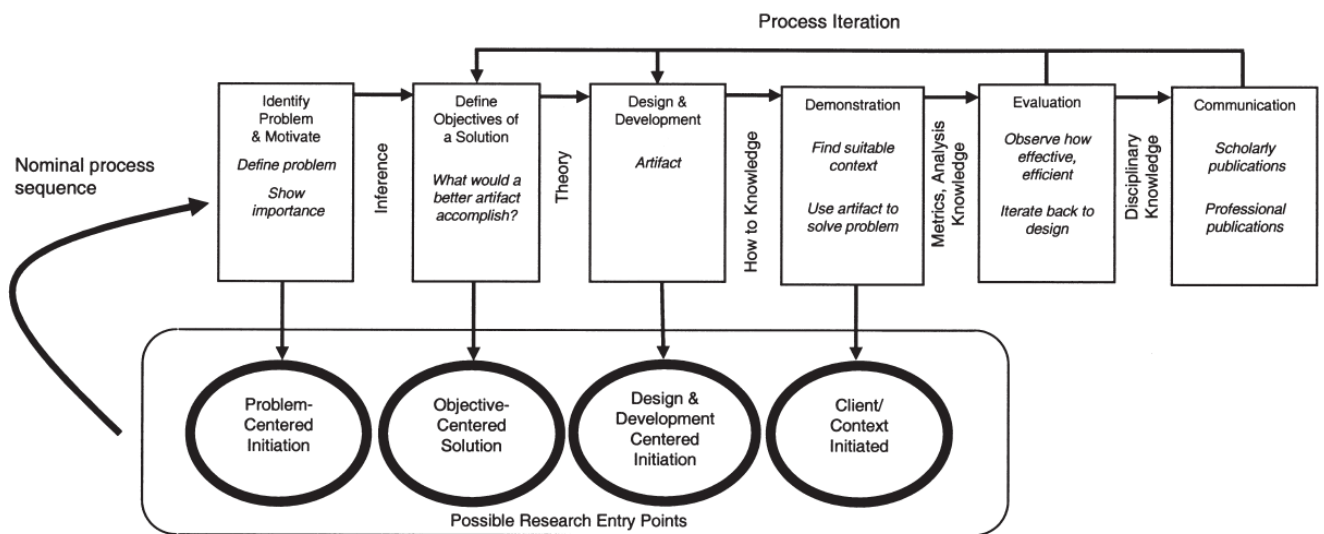 Process Iteration
Nominal process
sequence
Identify
Problem
& Motivate
Define problem
Show
importance
Inference
Define
Objectives of
a Solution
What would a
better artifact
accomplish?
Theory
Design &
Development
Artifact
How to Knowledge
Demonstration
Find suitable
context
Use artifact to
solve problem
Metrics, Analysis
Knowledge
Evaluation
Observe how
effective,
efficient
Iterate back to
design
Disciplinary
Knowledge
Communication
Scholarly
publications
Professional
publications
Problem-
Centered
Initiation
Objective-
Centered
Solution
Design &
Development
Centered
Initiation
Client/
Context
Initiated
Possible Research Entry Points